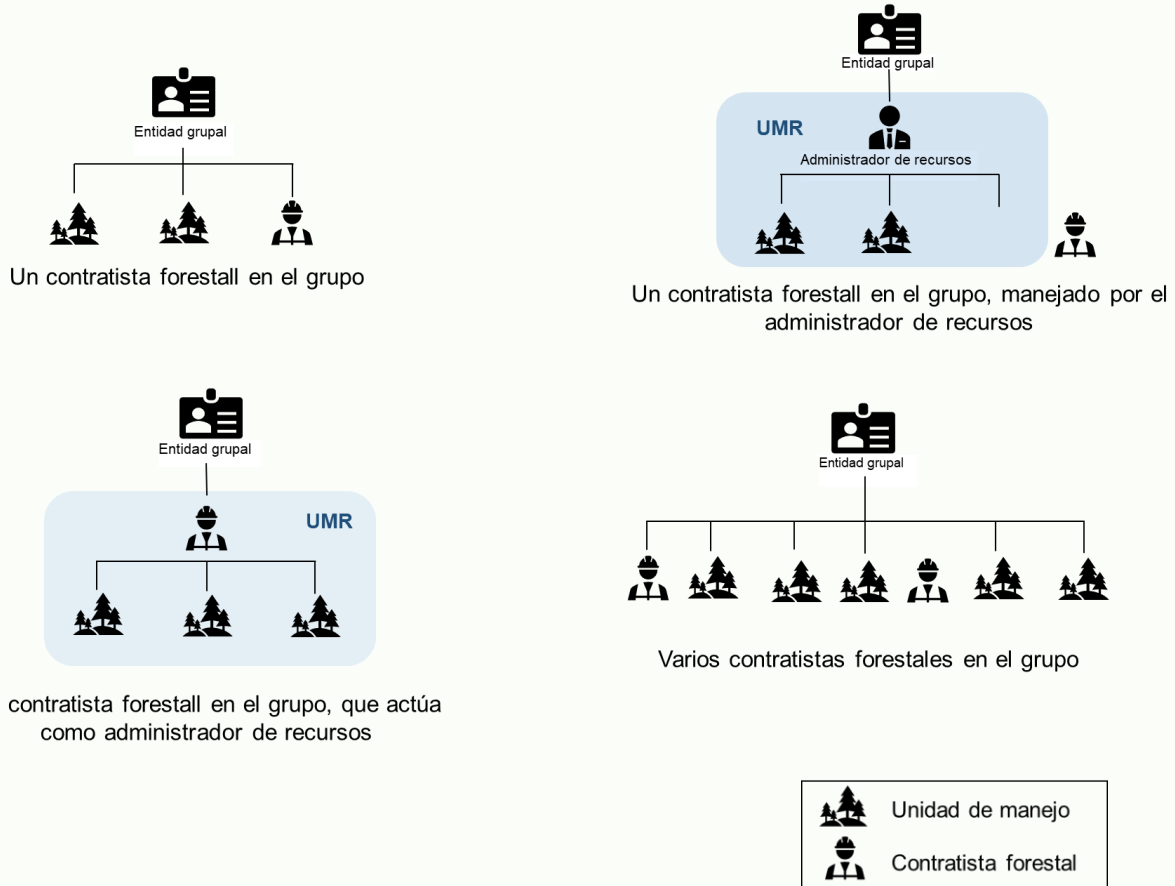 Entidad grupal
Un contratista forestall en el grupo
Entidad grupal
UMR
Administrador de recursos
Un contratista forestall en el grupo, manejado por el
administrador de recursos
Entidad grupal
UMR
contratista forestall en el grupo, que actúa
como administrador de recursos
Entidad grupal
Varios contratistas forestales en el grupo
Unidad de manejo
Contratista forestal